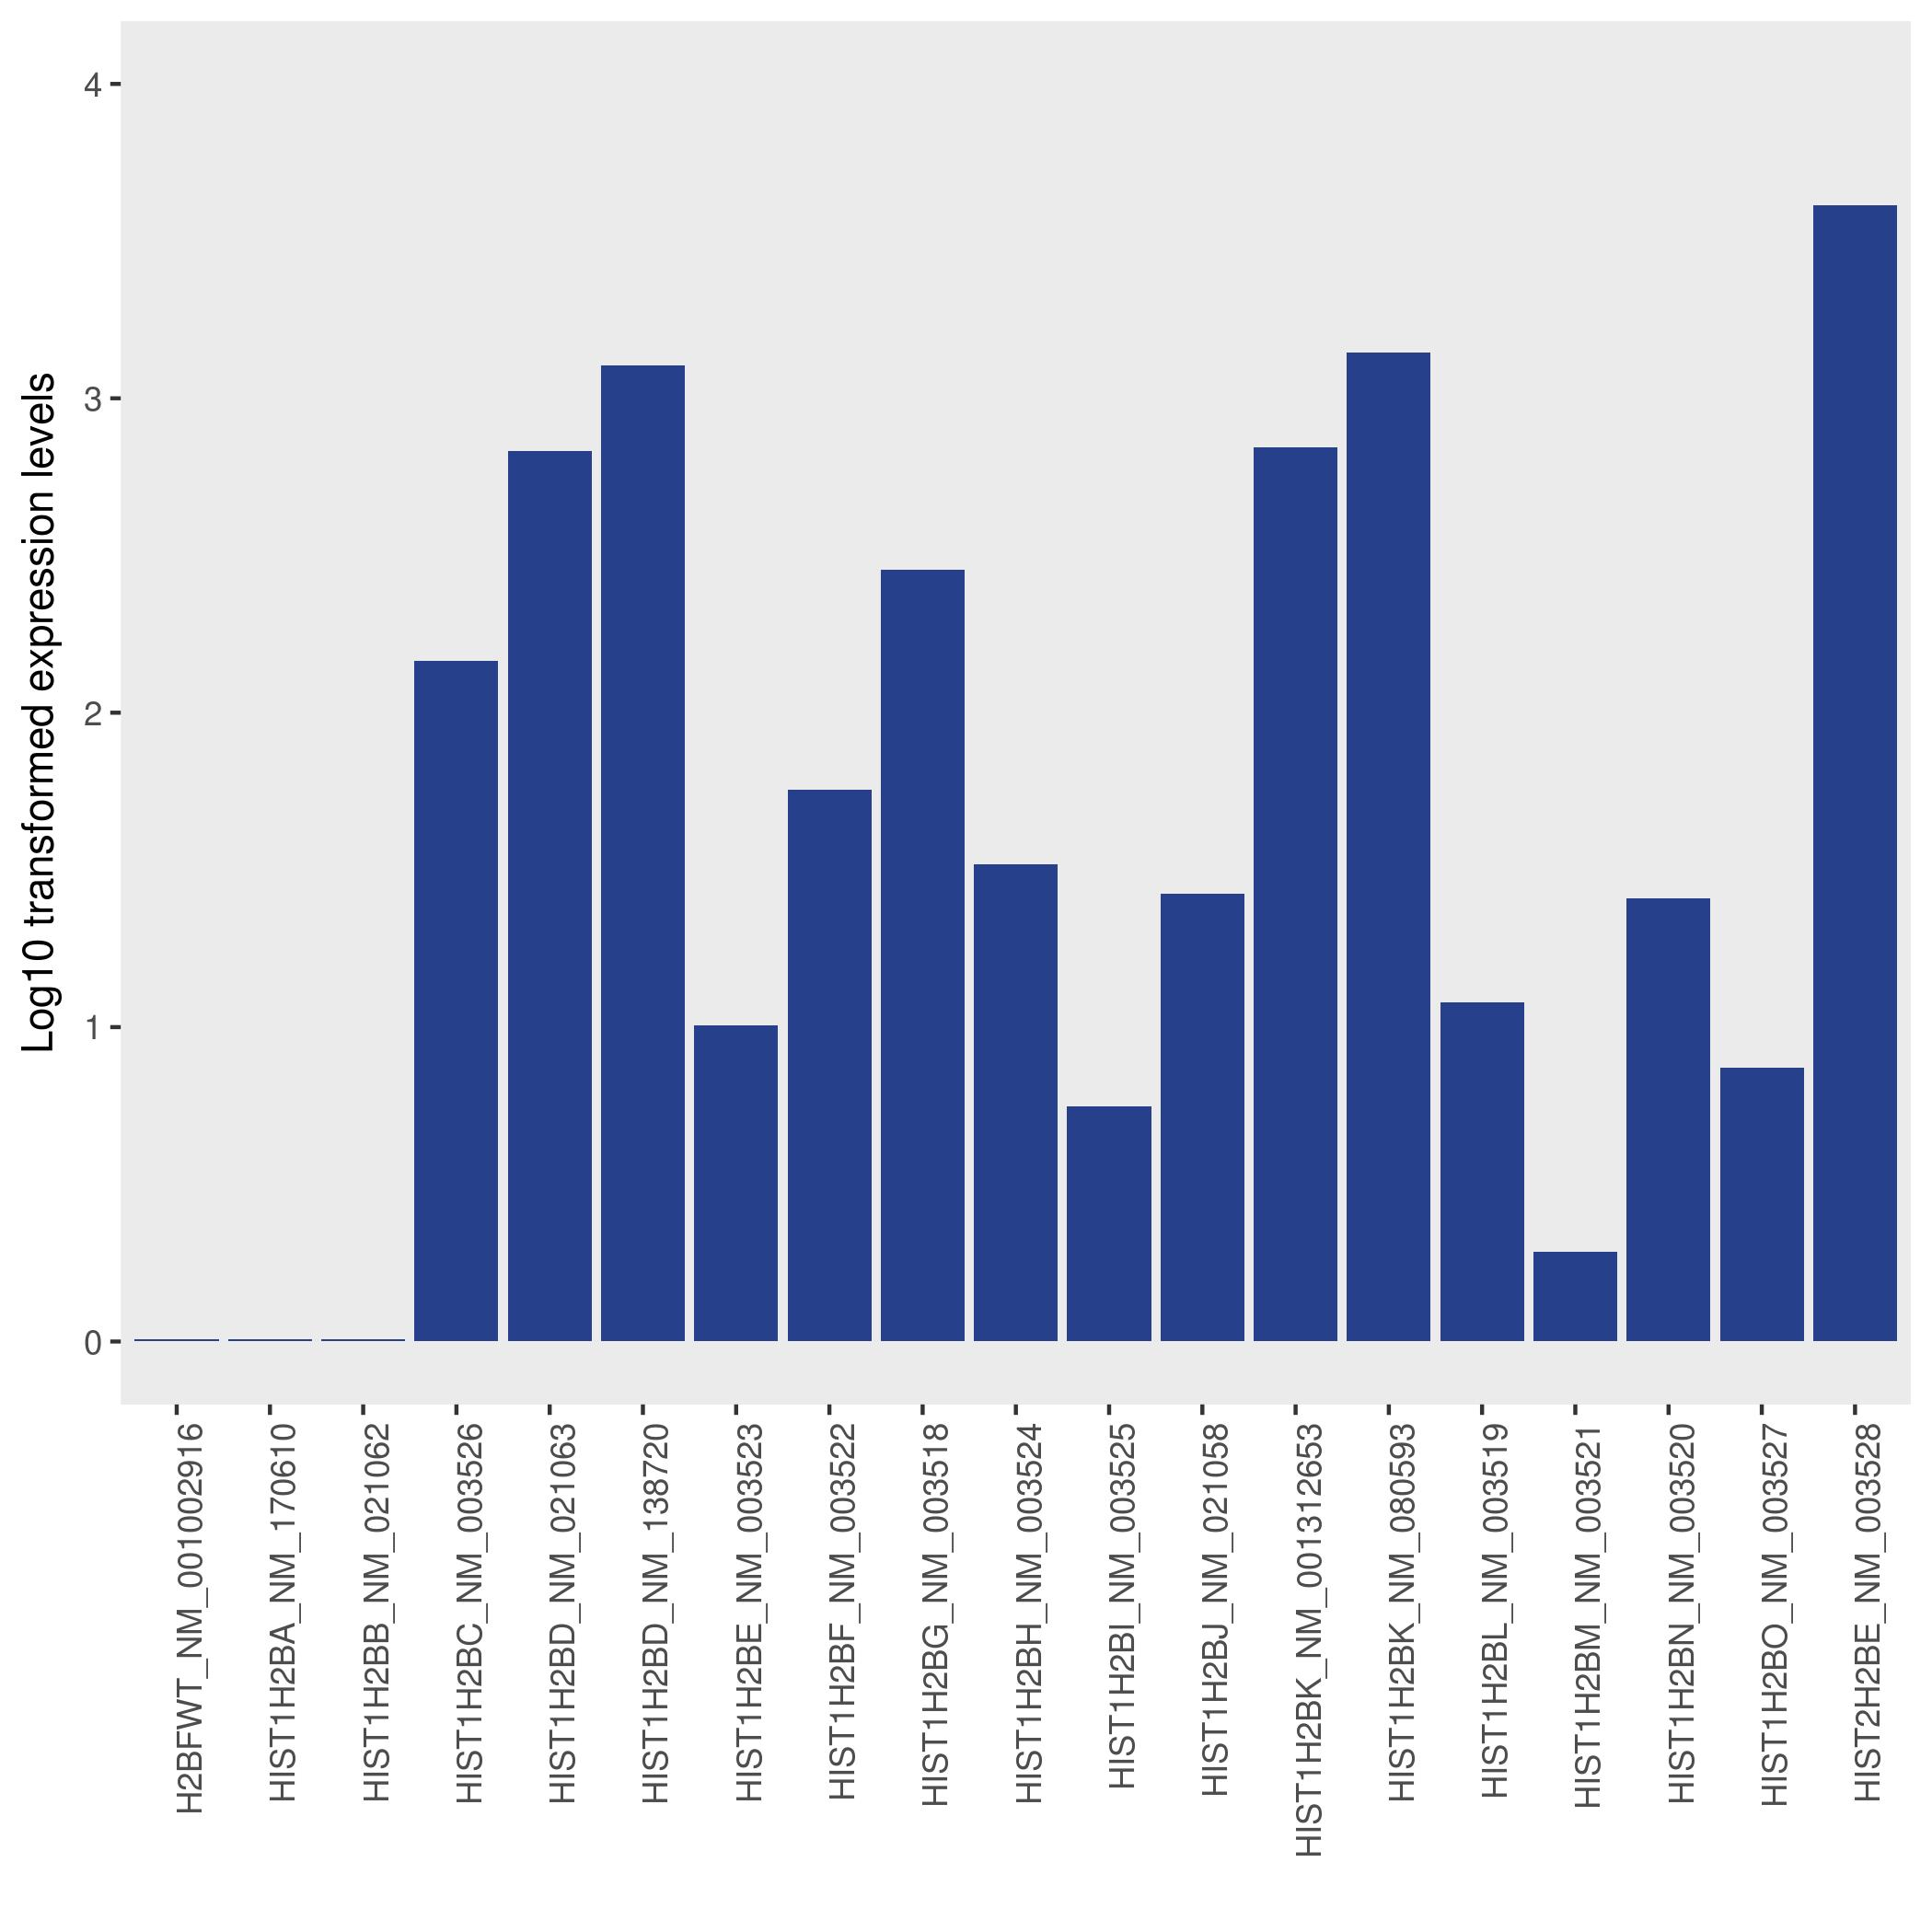 Log10 transformed expression levels
4
3
2
1
0
H2BFWT_NM_001002916
HIST1H2BA_NM_170610
HIST1H2BB_NM_021062
HIST1H2BC_NM_003526
HIST1H2BD_NM_021063
HIST1H2BD_NM_138720
HIST1H2BE_NM_003523
HIST1H2BF_NM_003522
HIST1H2BG_NM_003518
HIST1H2BH_NM_003524
HIST1H2BI_NM_003525
HIST1H2BJ_NM_021058
HIST1H2BK_NM_001312653
HIST1H2BK_NM_080593
HIST1H2BL_NM_003519
HIST1H2BM_NM_003521
HIST1H2BN_NM_003520
HIST1H2BO_NM_003527
HIST2H2BE_NM_003528